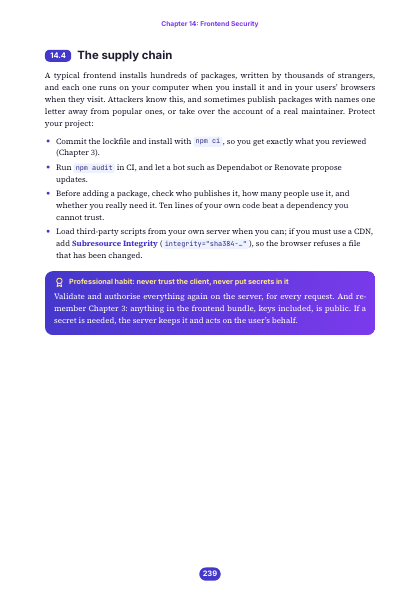 Chapter 14: Frontend Security
14.4 The supply chain
A typical frontend installs hundreds of packages, written by thousands of strangers,
and each one runs on your computer when you install it and in your users' browsers
when they visit. Attackers know this, and sometimes publish packages with names one
letter away from popular ones, or take over the account of a real maintainer. Protect
your project:
• Commit the lockfile and install with npm ci, so you get exactly what you reviewed
(Chapter 3).
• Run npm audit in CI, and let a bot such as Dependabot or Renovate propose
updates.
• Before adding a package, check who publishes it, how many people use it, and
whether you really need it. Ten lines of your own code beat a dependency you
cannot trust.
• Load third-party scripts from your own server when you can; if you must use a CDN,
add Subresource Integrity (integrity="sha384-…"), so the browser refuses a file
that has been changed.
Professional habit: never trust the client, never put secrets in it
Validate and authorise everything again on the server, for every request. And re-
member Chapter 3: anything in the frontend bundle, keys included, is public. If a
secret is needed, the server keeps it and acts on the user's behalf.
239